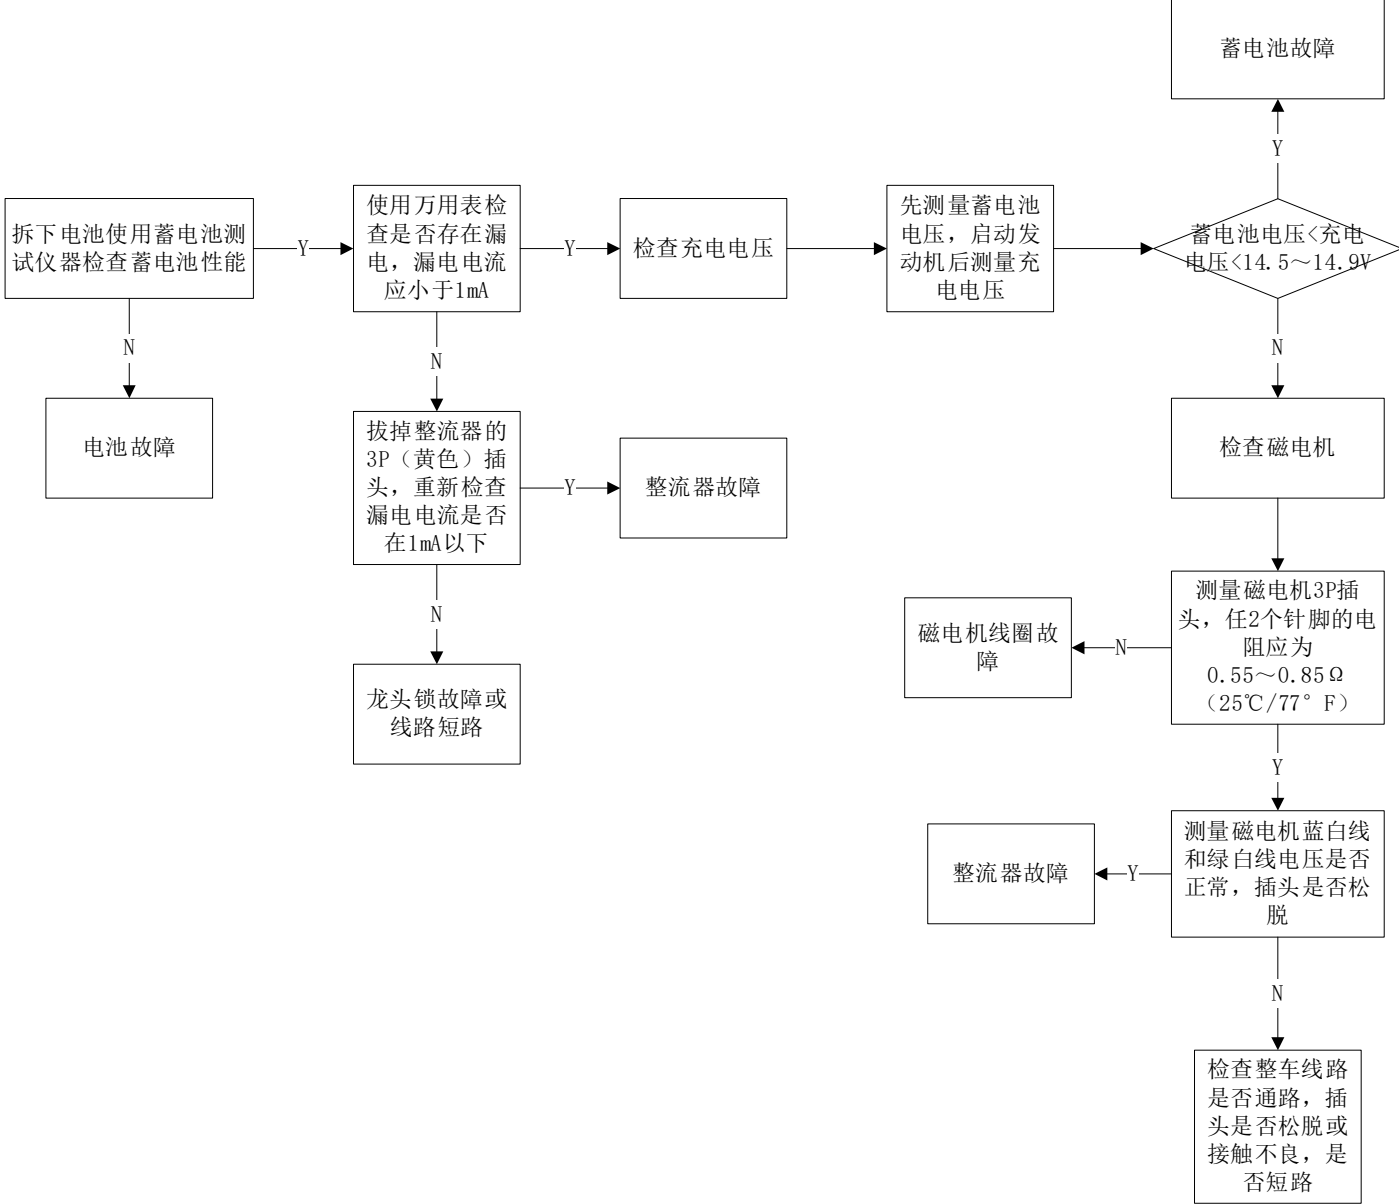 蓄电池故障
Y
拆下电池使用蓄电池测
试仪器检查蓄电池性能
Y
使用万用表检
查是否存在漏
电，漏电电流
应小于1mA
Y
检查充电电压
先测量蓄电池
电压，启动发
动机后测量充
电电压
蓄电池电压<充电
电压<14.5～14.9V
N
N
N
电池故障
拔掉整流器的
3P（黄色）插
头，重新检查
漏电电流是否
在1mA以下
Y
整流器故障
检查磁电机
N
龙头锁故障或
线路短路
测量磁电机3P插
头，任2个针脚的电
阻应为
0.55～0.85Ω
（25℃/77°F）
N
磁电机线圈故
障
Y
测量磁电机蓝白线
和绿白线电压是否
正常，插头是否松
脱
Y
整流器故障
N
检查整车线路
是否通路，插
头是否松脱或
接触不良，是
否短路